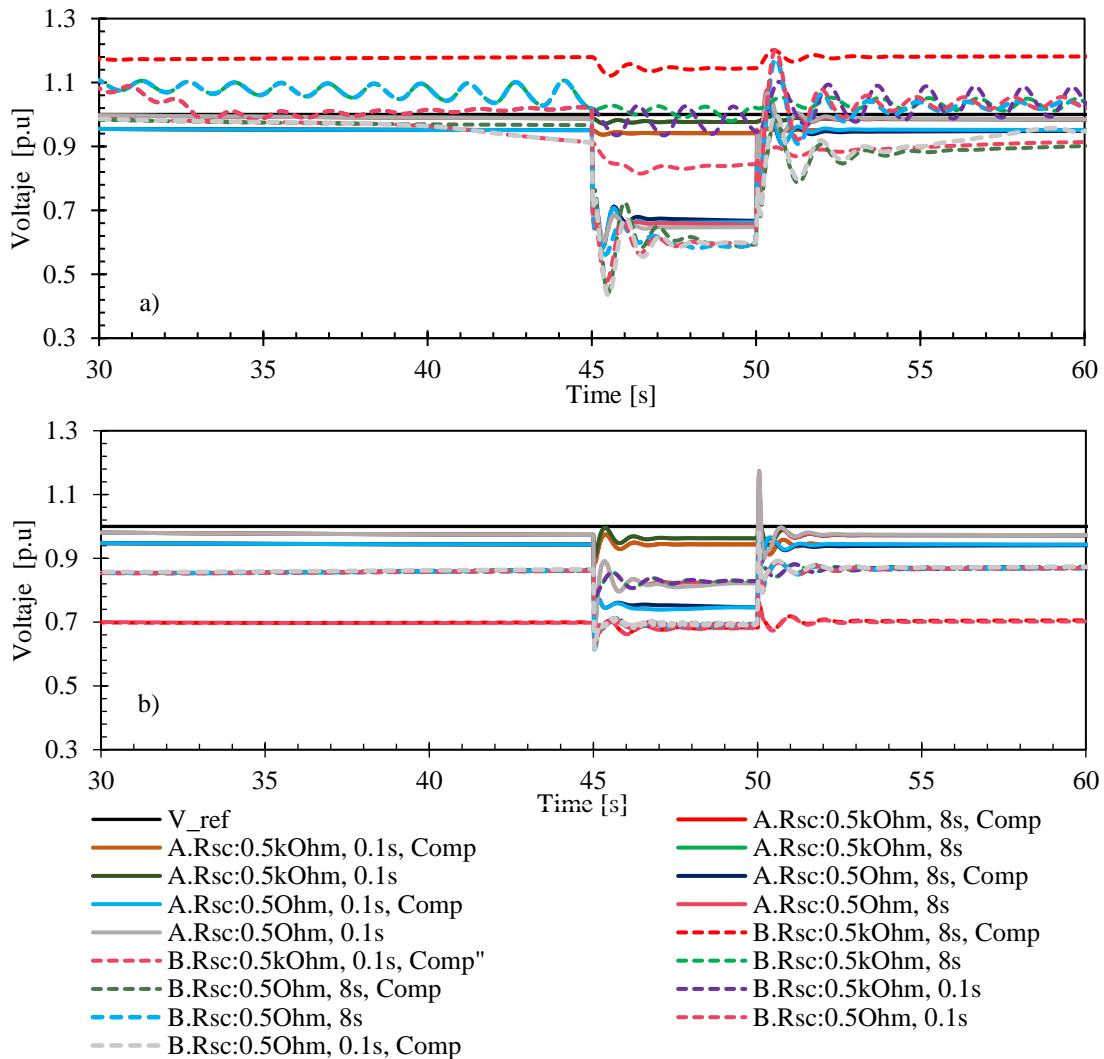 1.3
1.1
0.9
0.7
0.5
0.3
Voltaje [p.u]
a)
30 35 40 45 50 55 60
Time [s]
1.3
1.1
0.9
0.7
0.5
0.3
Voltaje [p.u]
b)
30 35 40 45 50 55 60
Time [s]
V_ref
A.Rsc:0.5kOhm, 8s, Comp
A.Rsc:0.5kOhm, 0.1s, Comp
A.Rsc:0.5kOhm, 8s
A.Rsc:0.5kOhm, 0.1s
A.Rsc:0.5Ohm, 8s, Comp
A.Rsc:0.5Ohm, 0.1s, Comp
A.Rsc:0.5Ohm, 8s
A.Rsc:0.5Ohm, 0.1s
B.Rsc:0.5kOhm, 8s, Comp
B.Rsc:0.5kOhm, 0.1s, Comp"
B.Rsc:0.5kOhm, 8s
B.Rsc:0.5Ohm, 8s, Comp
B.Rsc:0.5kOhm, 0.1s
B.Rsc:0.5Ohm, 8s
B.Rsc:0.5Ohm, 0.1s
B.Rsc:0.5Ohm, 0.1s, Comp